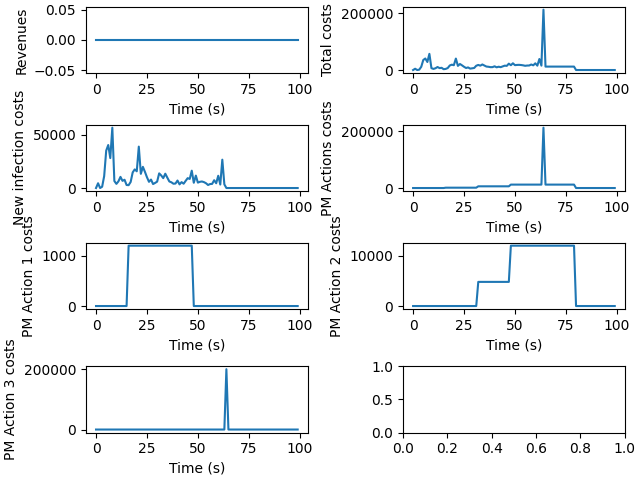 Revenues
0.05
0.00
−0.05
0 25 50 75 100
Time (s)
Total costs
200000
0
0 25 50 75 100
Time (s)
New infection costs
50000
0
0 25 50 75 100
Time (s)
PM Actions costs
200000
0
0 25 50 75 100
Time (s)
PM Action 1 costs
1000
0
0 25 50 75 100
Time (s)
PM Action 2 costs
10000
0
0 25 50 75 100
Time (s)
PM Action 3 costs
200000
0
0 25 50 75 100
Time (s)
1.0
0.5
0.0
0.0 0.2 0.4 0.6 0.8 1.0